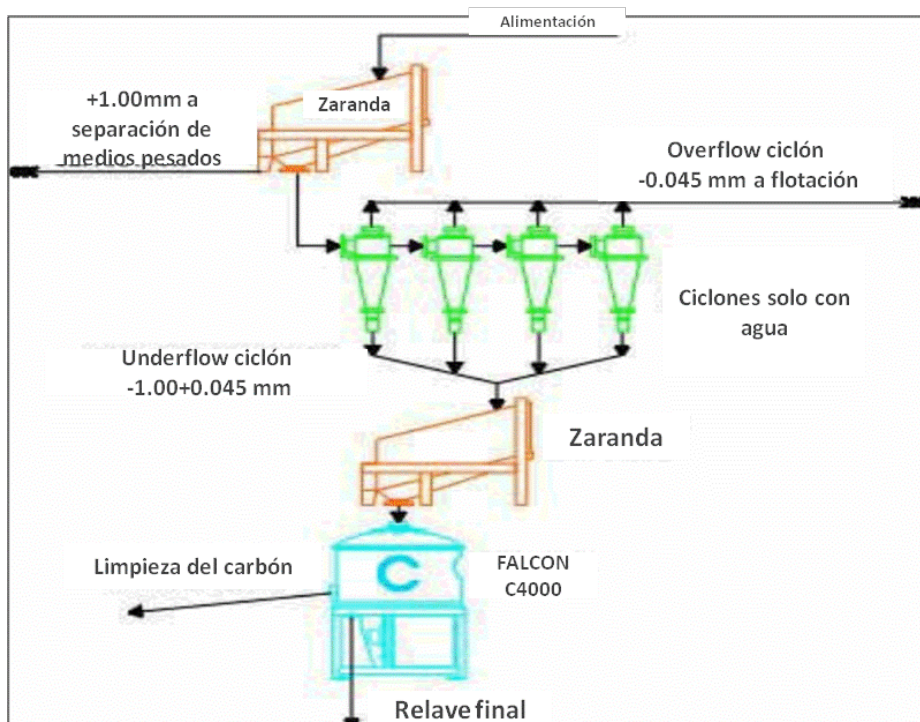 Alimentación
Zaranda
+1.00mm a
separación de
medios pesados
Overflow ciclón
-0.045 mm a flotación
Ciclones solo con
agua
Underflow ciclón
-1.00+0.045 mm
Zaranda
Limpieza del carbón
C
FALCON
C4000
Relave final